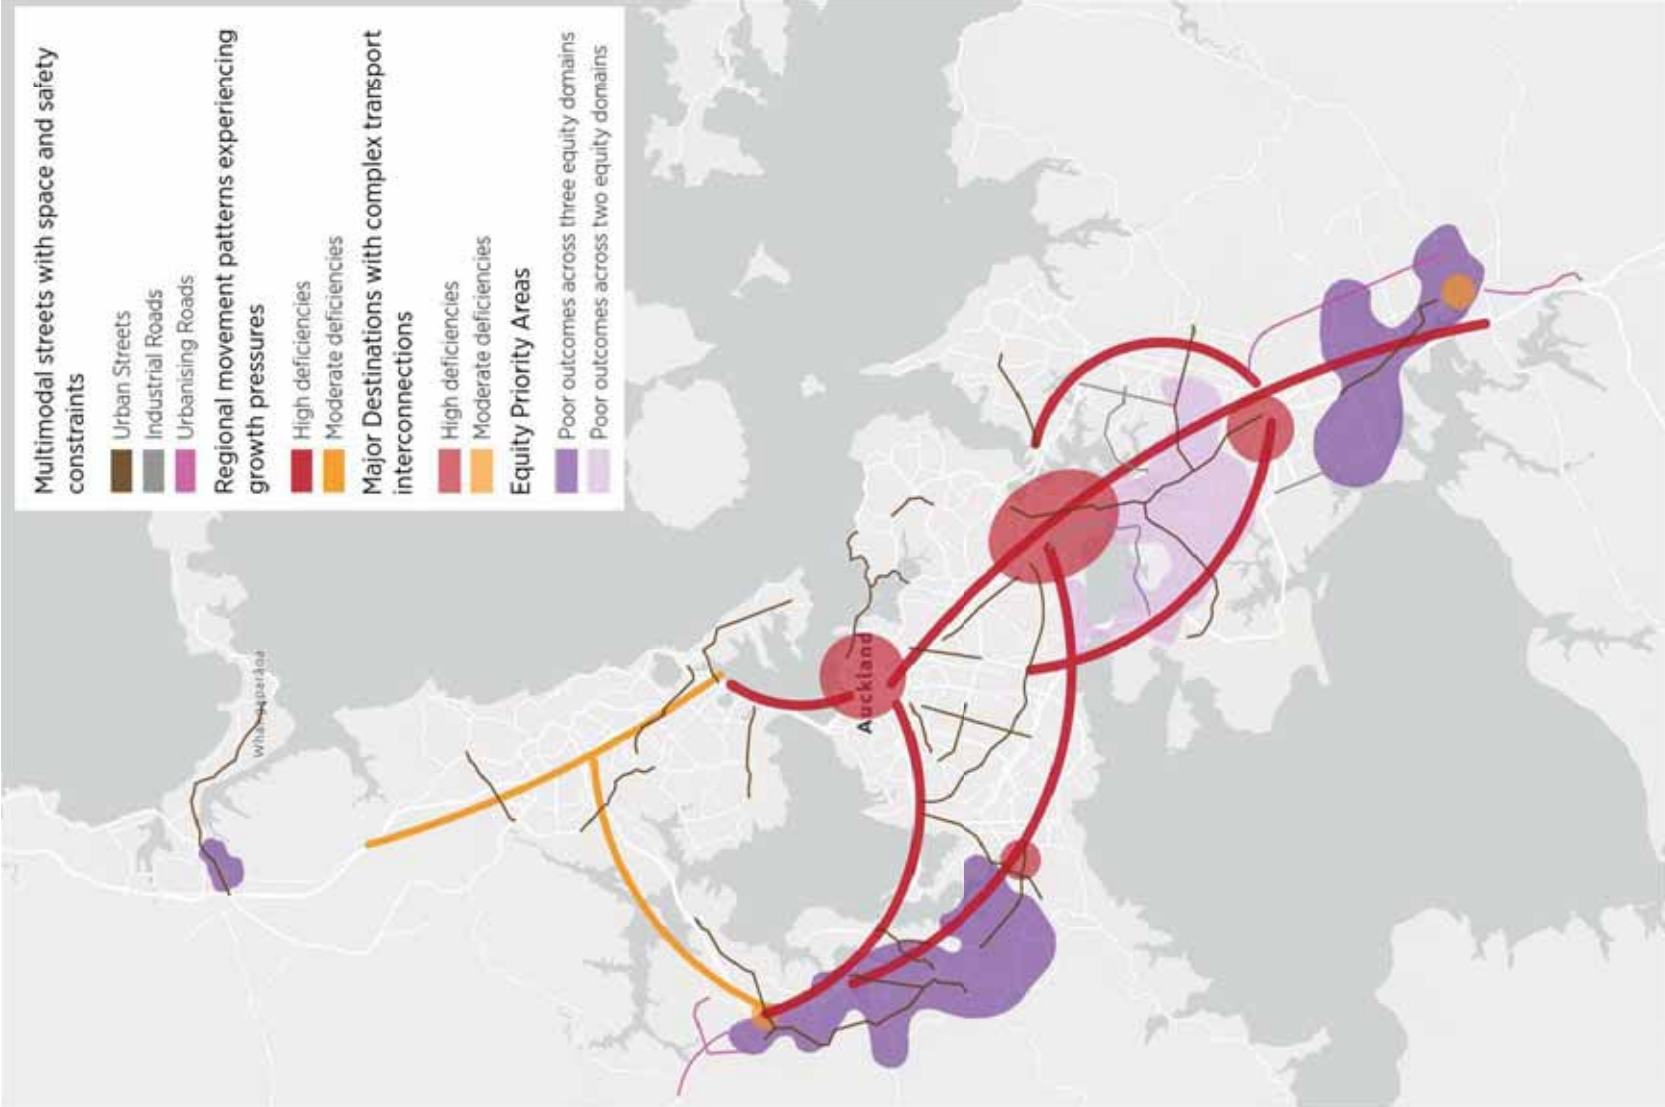 Multimodal streets with space and safety
constraints
Urban Streets
Industrial Roads
Urbanising Roads
Regional movement patterns experiencing
growth pressures
High deficiencies
Moderate deficiencies
Major Destinations with complex transport
interconnections
High deficiencies
Moderate deficiencies
Equity Priority Areas
Poor outcomes across three equity domains
Poor outcomes across two equity domains
Whangaparāoa
Auckland